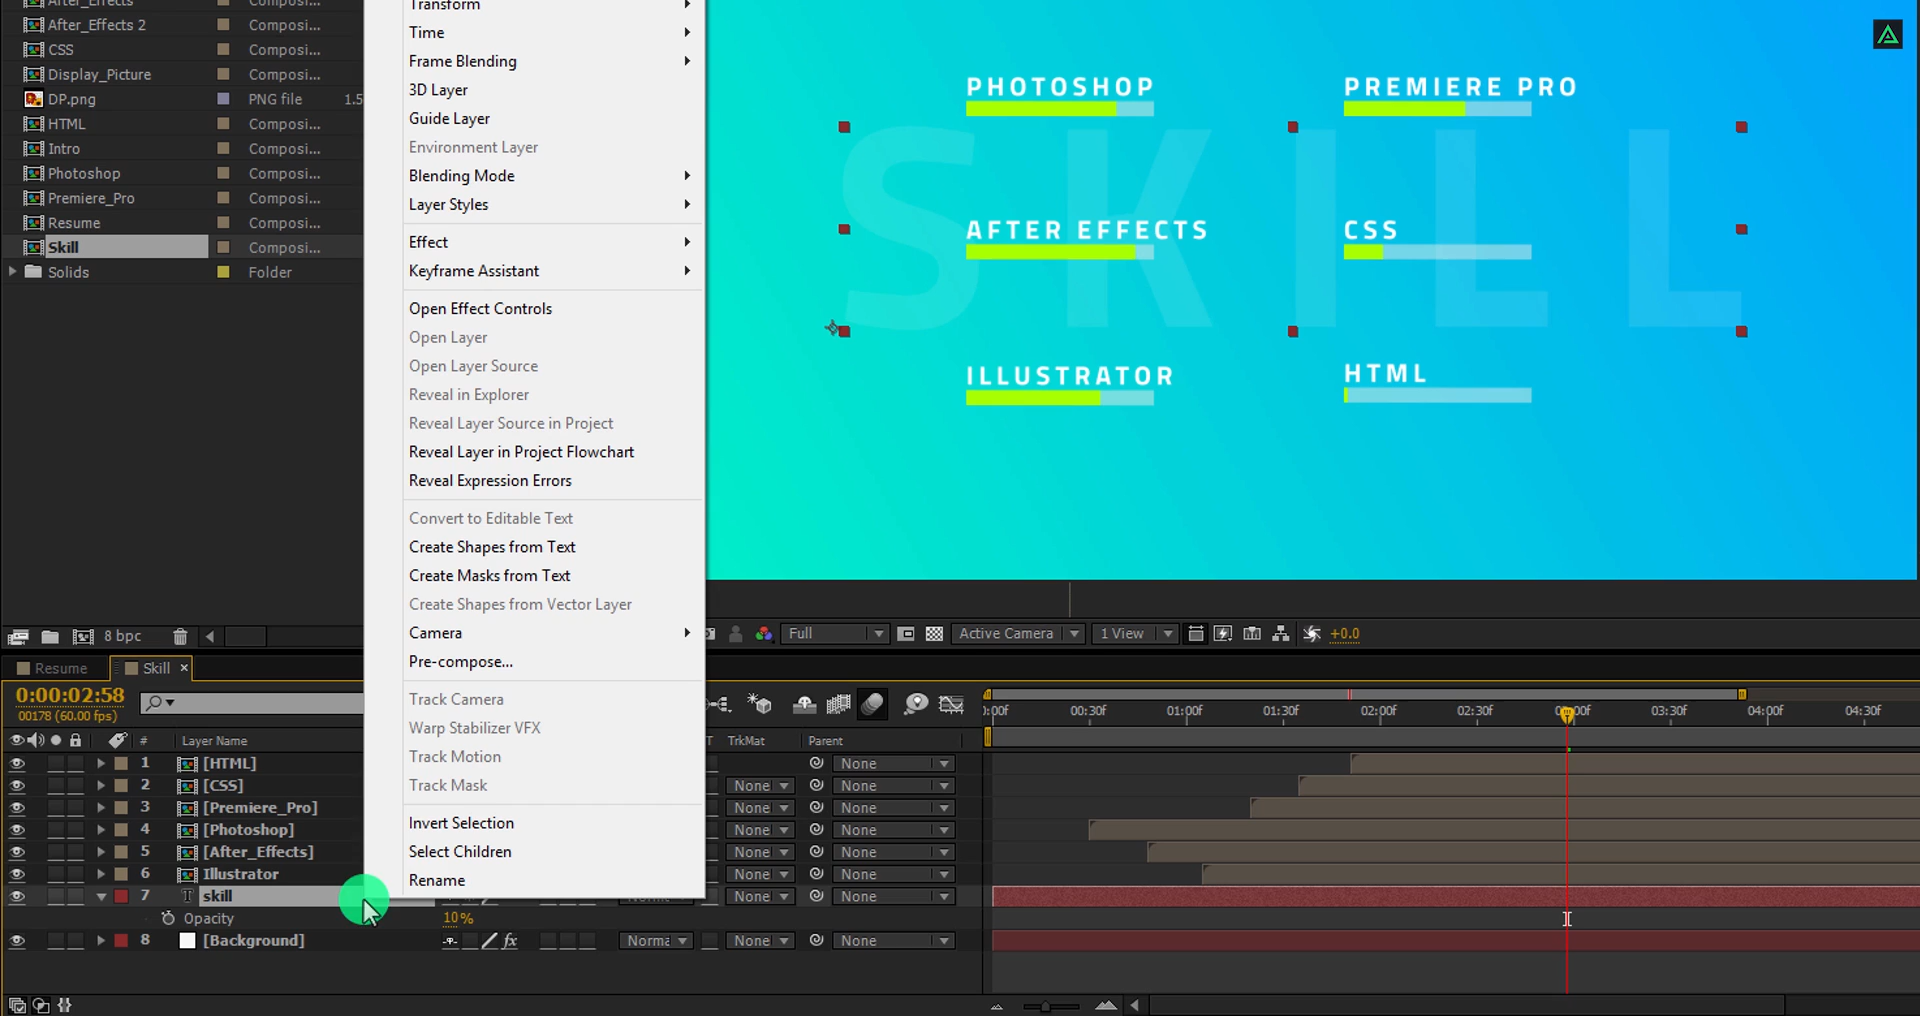 After_Effects
After_Effects 2 Composi...
CSS Composi...
Display_Picture Composi...
DP.png PNG file 1.5
HTML Composi...
Intro Composi...
Photoshop Composi...
Premiere_Pro Composi...
Resume Composi...
Skill Composi...
Solids Folder
8 bpc
Transform
Time
Frame Blending
3D Layer
Guide Layer
Environment Layer
Blending Mode
Layer Styles
Effect
Keyframe Assistant
Open Effect Controls
Open Layer
Open Layer Source
Reveal in Explorer
Reveal Layer Source in Project
Reveal Layer in Project Flowchart
Reveal Expression Errors
Convert to Editable Text
Create Shapes from Text
Create Masks from Text
Create Shapes from Vector Layer
Camera
Pre-compose...
Track Camera
Warp Stabilizer VFX
Track Motion
Track Mask
Invert Selection
Select Children
Rename
PHOTOSHOP PREMIERE PRO
SKILL
AFTER EFFECTS CSS
ILLUSTRATOR HTML
Full Active Camera 1 View +0.0
Resume Skill
0:00:02:58
00178 (60.00 fps)
:00f 00:30f 01:00f 01:30f 02:00f 02:30f 03:30f 04:00f 04:30f
# Layer Name T TrkMat Parent
1 [HTML] None
2 [CSS] None None
3 [Premiere_Pro] None None
4 [Photoshop] None None
5 [After_Effects] None None
6 Illustrator None None
7 T skill None None
Opacity 10%
8 [Background] fx Norma None None